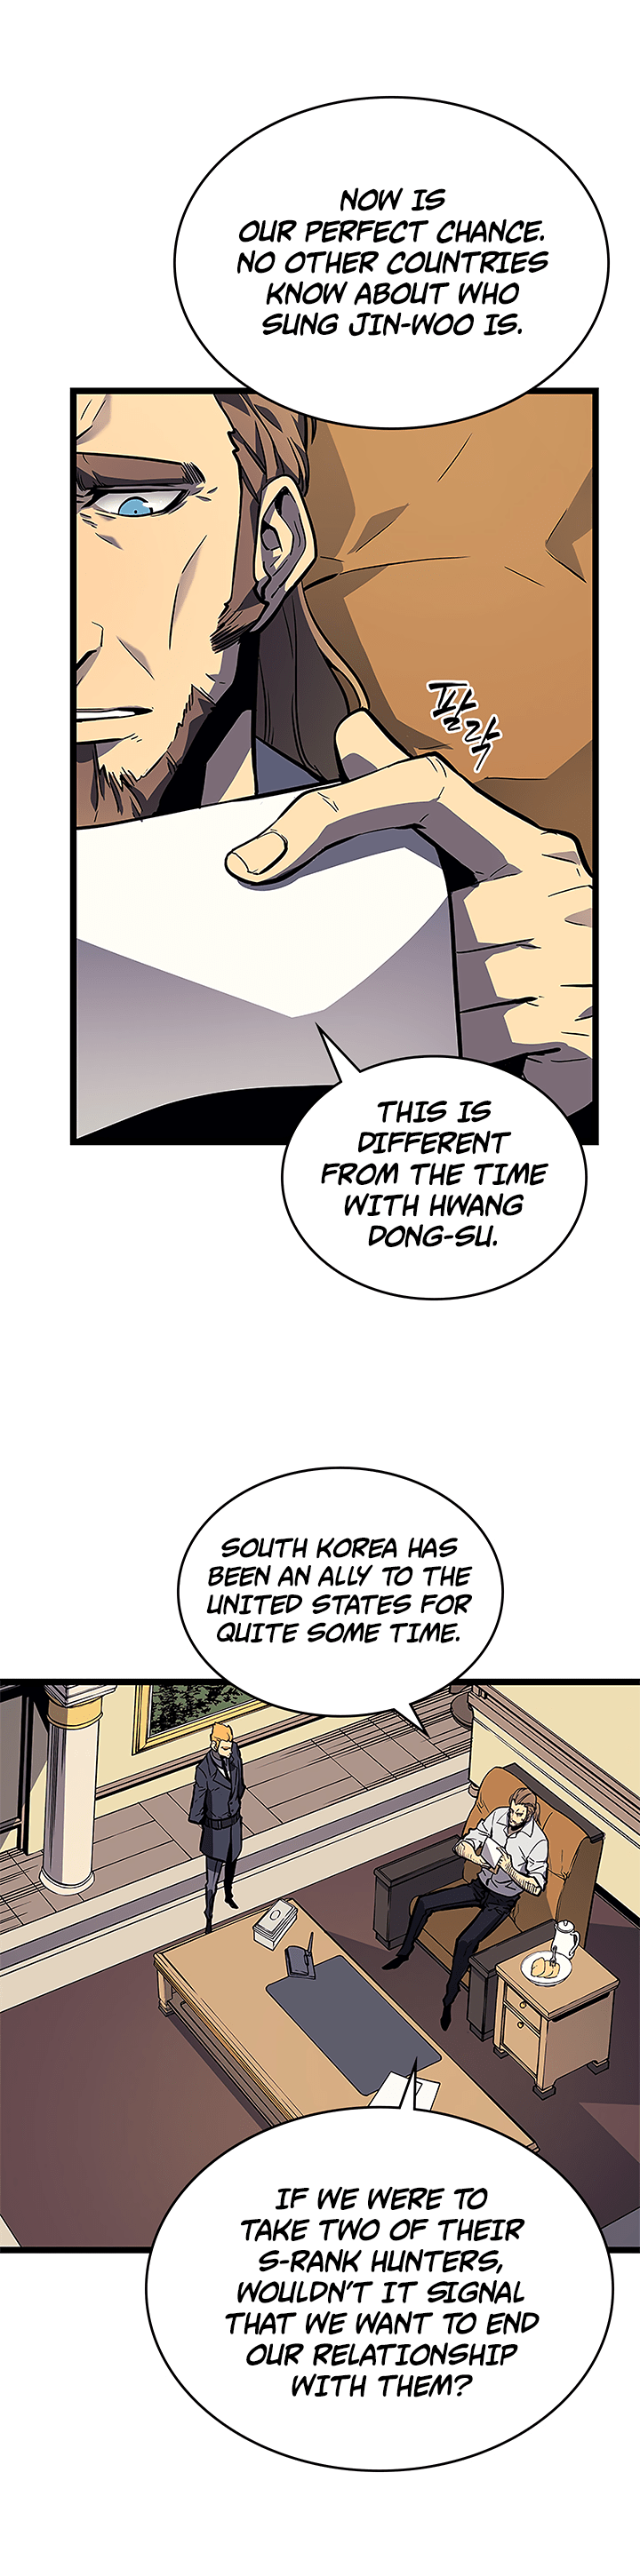 NOW IS
OUR PERFECT CHANCE.
NO OTHER COUNTRIES
KNOW ABOUT WHO
SUNG JIN-WOO IS.
팔락
THIS IS
DIFFERENT
FROM THE TIME
WITH HWANG
DONG-SU.
SOUTH KOREA HAS
BEEN AN ALLY TO THE
UNITED STATES FOR
QUITE SOME TIME.
IF WE WERE TO
TAKE TWO OF THEIR
S-RANK HUNTERS,
WOULDN'T IT SIGNAL
THAT WE WANT TO END
OUR RELATIONSHIP
WITH THEM?